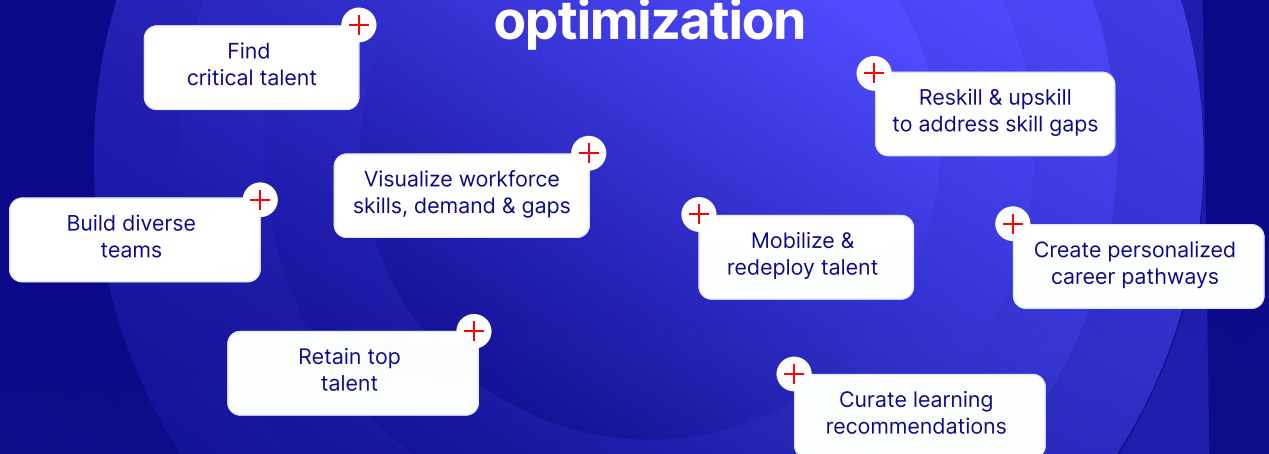 optimization
Find
critical talent
Reskill & upskill
to address skill gaps
Visualize workforce
skills, demand & gaps
Build diverse
teams
Mobilize &
redeploy talent
Create personalized
career pathways
Retain top
talent
Curate learning
recommendations